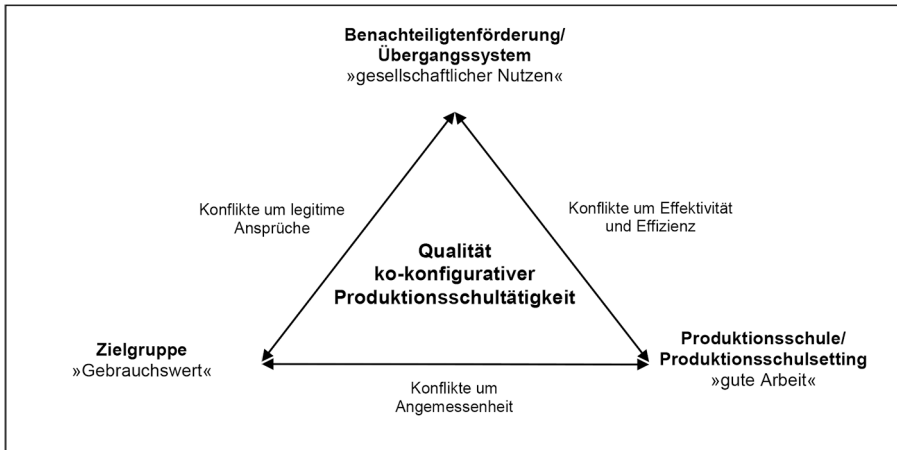 Benachteiligtenförderung/
Übergangssystem
»gesellschaftlicher Nutzen«
Konflikte um legitime
Ansprüche
Konflikte um Effektivität
und Effizienz
Qualität
ko-konfigurativer
Produktionsschultätigkeit
Zielgruppe
»Gebrauchswert«
Produktionsschule/
Produktionsschulsetting
»gute Arbeit«
Konflikte um
Angemessenheit